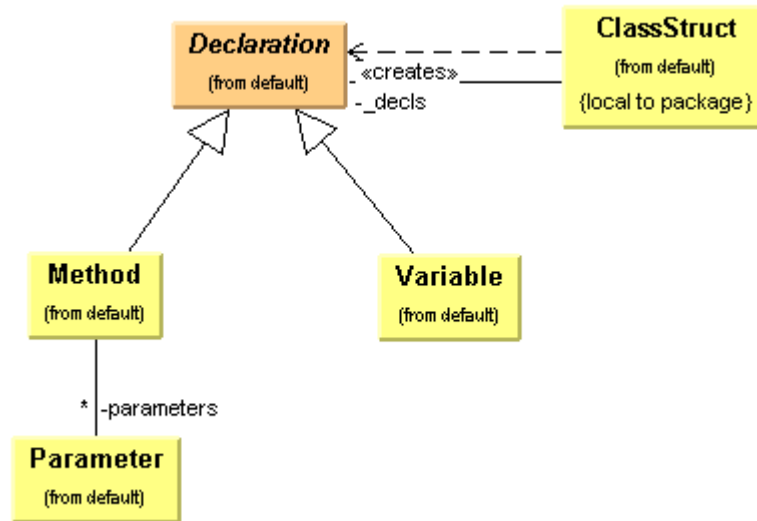 Declaration
(from default)
ClassStruct
(from default)
{local to package}
«creates»
-_decls
Method
(from default)
Variable
(from default)
* -parameters
Parameter
(from default)